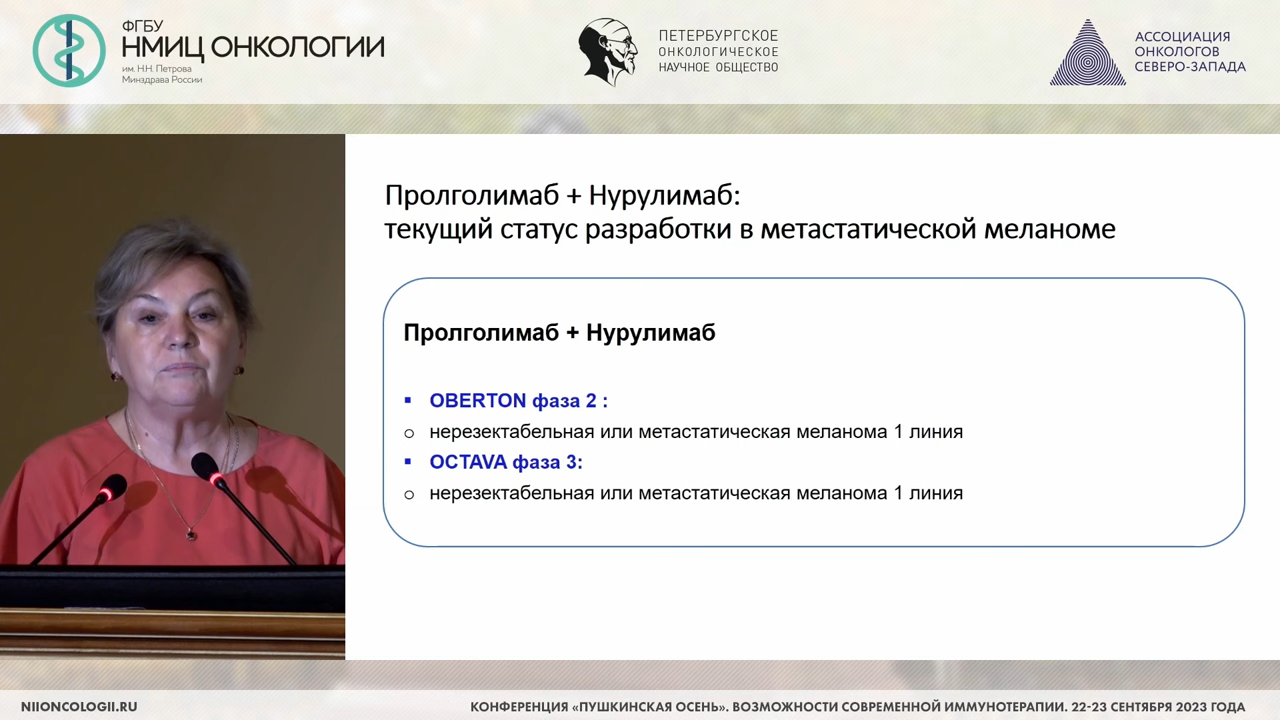 ФГБУ
НМИЦ ОНКОЛОГИИ
им. Н.Н. Петрова
Минздрава России
ПЕТЕРБУРГСКОЕ
ОНКОЛОГИЧЕСКОЕ
НАУЧНОЕ ОБЩЕСТВО
АССОЦИАЦИЯ
ОНКОЛОГОВ
СЕВЕРО-ЗАПАДА
Пролголимаб + Нурулимаб:
текущий статус разработки в метастатической меланоме
Пролголимаб + Нурулимаб
▪ OBERTON фаза 2 :
o нерезектабельная или метастатическая меланома 1 линия
▪ OCTAVA фаза 3:
o нерезектабельная или метастатическая меланома 1 линия
NIIONCOLOGII.RU
КОНФЕРЕНЦИЯ «ПУШКИНСКАЯ ОСЕНЬ». ВОЗМОЖНОСТИ СОВРЕМЕННОЙ ИММУНОТЕРАПИИ. 22-23 СЕНТЯБРЯ 2023 ГОДА